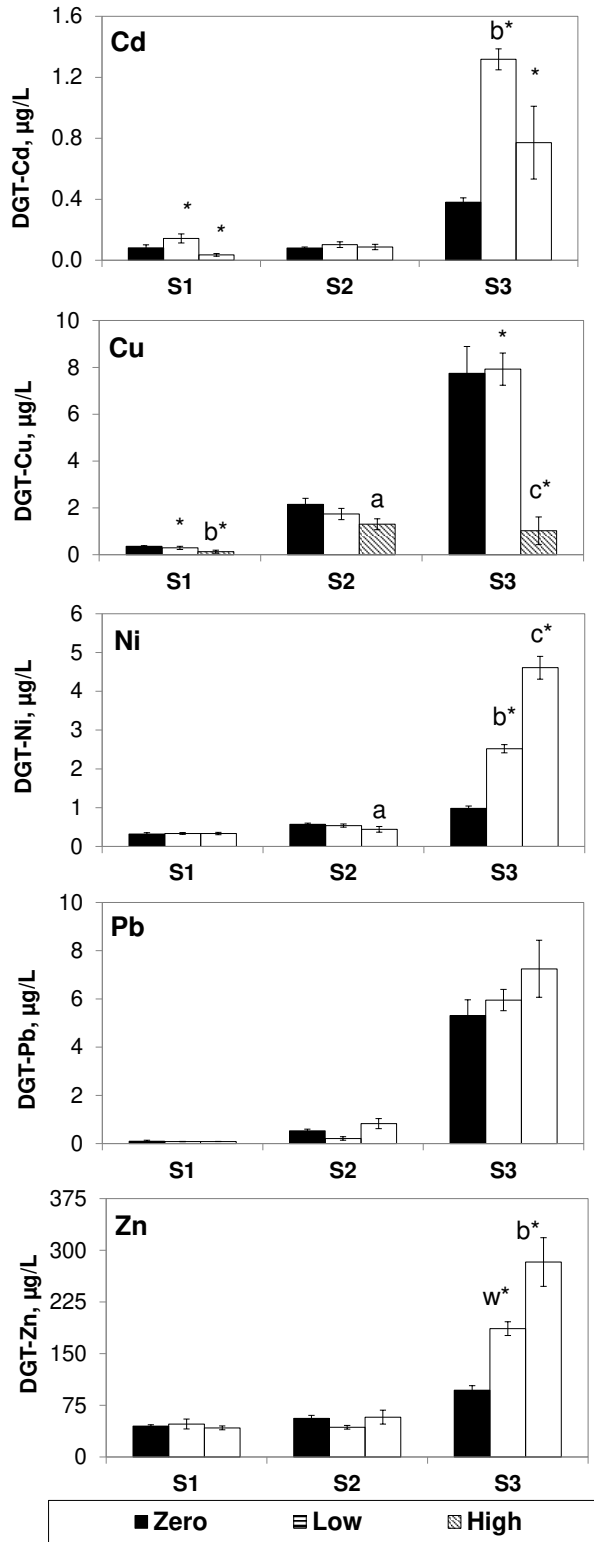 Cd
DGT-Cd, µg/L
1.6
1.2
0.8
0.4
0.0
* * b* *
S1 S2 S3
Cu
DGT-Cu, µg/L
10
8
6
4
2
0
* b* a * c*
S1 S2 S3
Ni
DGT-Ni, µg/L
6
5
4
3
2
1
0
a b* c*
S1 S2 S3
Pb
DGT-Pb, µg/L
10
8
6
4
2
0
S1 S2 S3
Zn
DGT-Zn, µg/L
375
300
225
150
75
0
w* b*
S1 S2 S3
Zero Low High